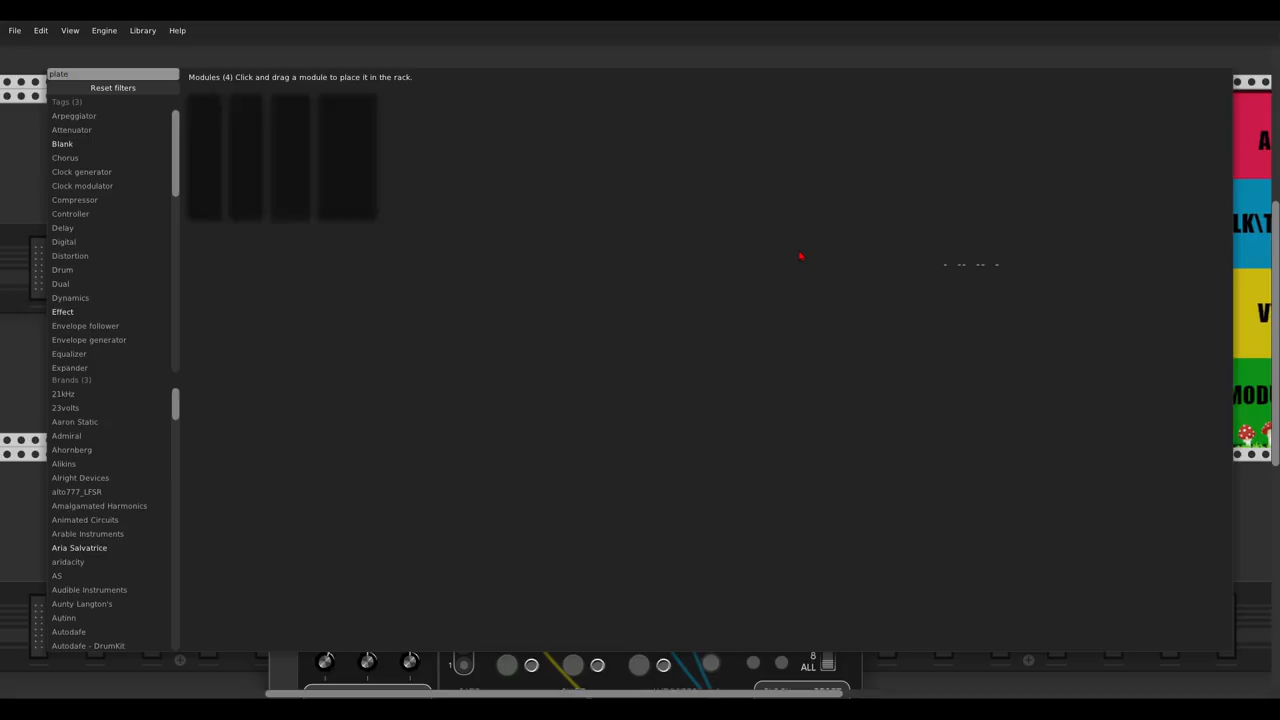 File Edit View Engine Library Help
plate
Reset filters
Modules (4) Click and drag a module to place it in the rack.
Tags (3)
Arpeggiator
Attenuator
Blank
Chorus
Clock generator
Clock modulator
Compressor
Controller
Delay
Digital
Distortion
Drum
Dual
Dynamics
Effect
Envelope follower
Envelope generator
Equalizer
Expander
Brands (3)
21kHz
23volts
Aaron Static
Admiral
Ahornberg
Alikins
Alright Devices
alto777_LFSR
Amalgamated Harmonics
Animated Circuits
Arable Instruments
Aria Salvatrice
aridacity
AS
Audible Instruments
Aunty Langton's
Autinn
Autodafe
Autodafe - DrumKit
A
LK\T
V
MODU
1
8
ALL